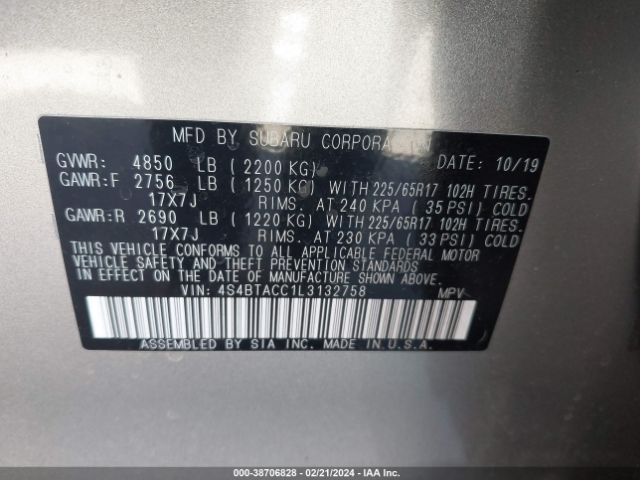 MFD BY SUBARU CORPORATION
GVWR: 4850 LB ( 2200 KG) DATE: 10/19
GAWR:F 2756 LB ( 1250 KG) WITH 225/65R17 102H TIRES.
17X7J RIMS. AT 240 KPA ( 35 PSI) COLD
GAWR:R 2690 LB ( 1220 KG) WITH 225/65R17 102H TIRES.
17X7J RIMS. AT 230 KPA ( 33 PSI) COLD
THIS VEHICLE CONFORMS TO ALL APPLICABLE FEDERAL MOTOR
VEHICLE SAFETY AND THEFT PREVENTION STANDARDS
IN EFFECT ON THE DATE OF MANUFACTURE SHOWN ABOVE.
VIN: 4S4BTACC1L3132758 MPV
ASSEMBLED BY SIA INC. MADE IN U.S.A.
000-38706828 - 02/21/2024 - IAA Inc.